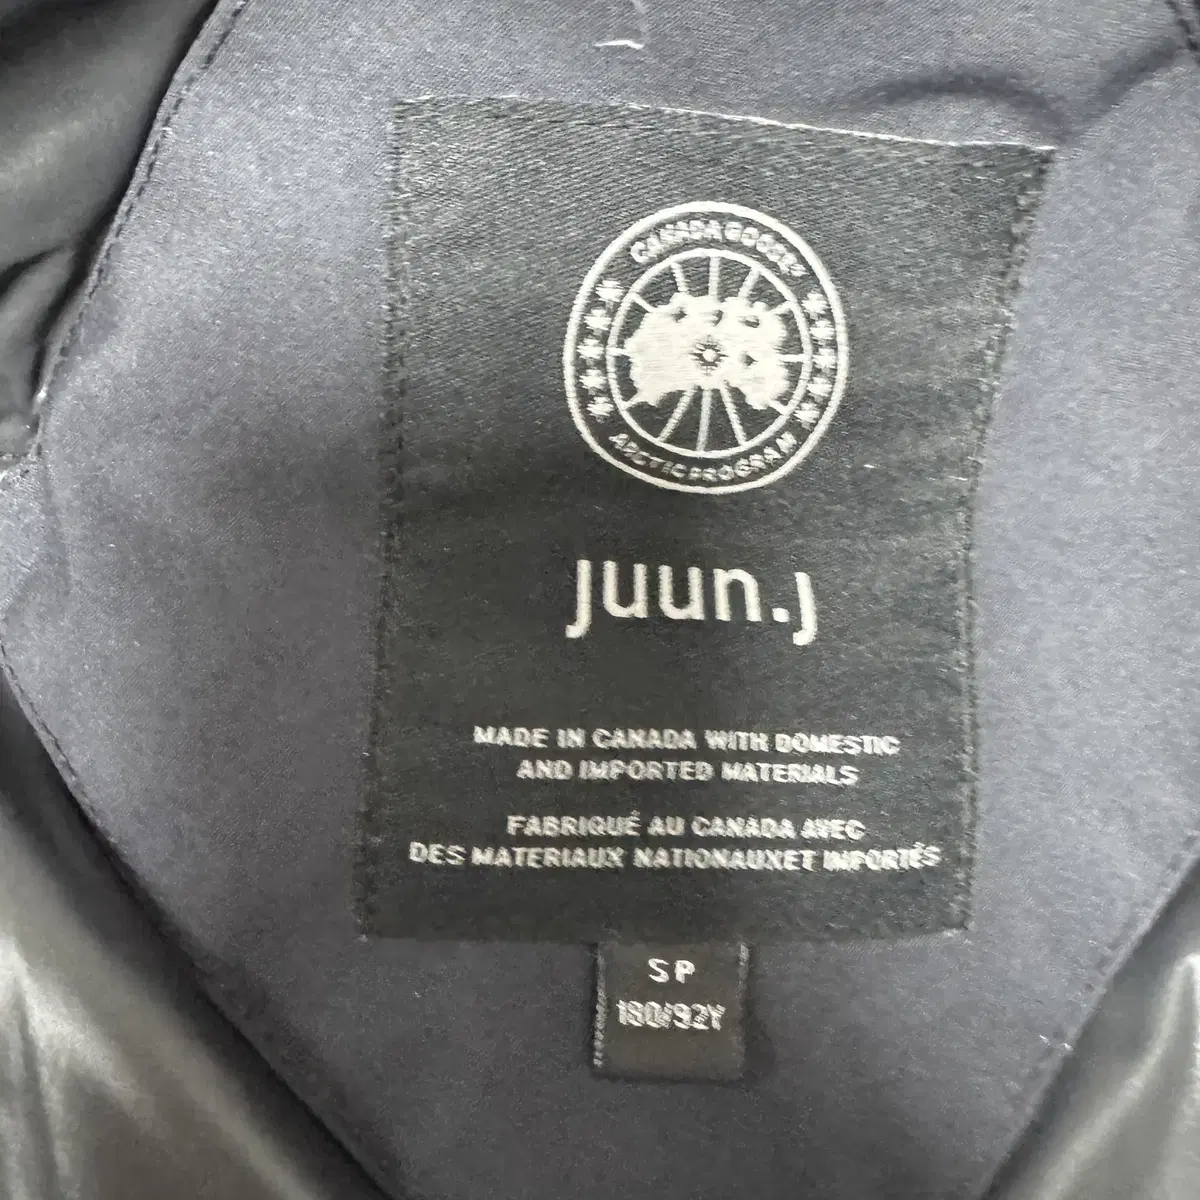 CANADA GOOSE
ARCTIC PROGRAM
juun.j
MADE IN CANADA WITH DOMESTIC
AND IMPORTED MATERIALS
FABRIQUÉ AU CANADA AVEC
DES MATERIAUX NATIONAUXET IMPORTÉS
SP
180/92Y